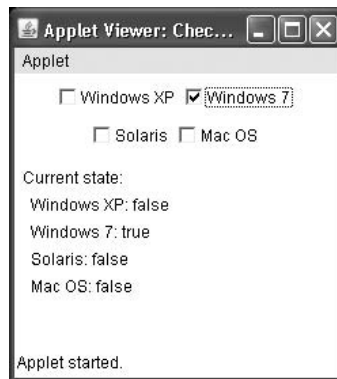 Applet Viewer: Chec...
Applet
Windows XP Windows 7
Solaris Mac OS
Current state:
Windows XP: false
Windows 7: true
Solaris: false
Mac OS: false
Applet started.